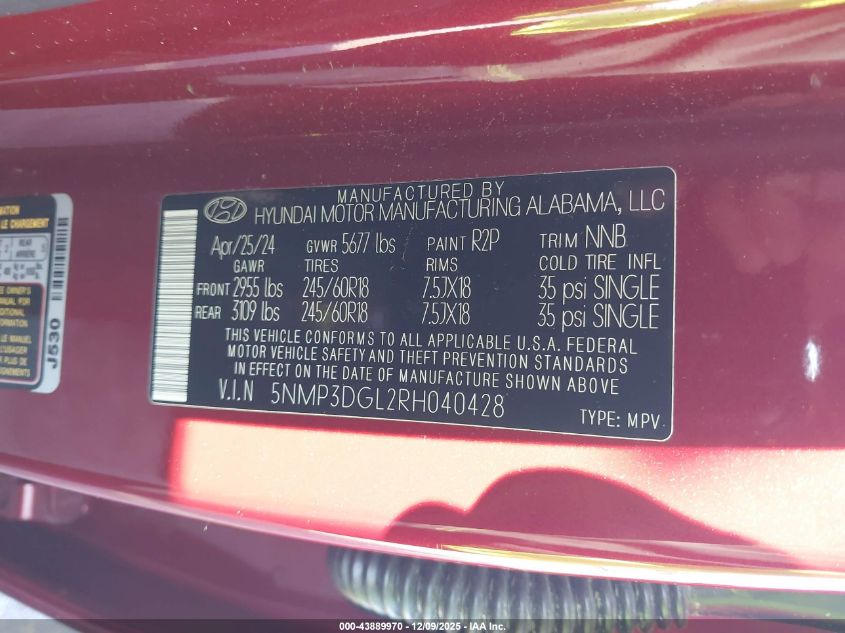 MANUFACTURED BY
HYUNDAI MOTOR MANUFACTURING ALABAMA, LLC
Apr/25/24 GVWR 5677 lbs PAINT R2P TRIM NNB
GAWR TIRES RIMS COLD TIRE INFL
FRONT 2955 lbs 245/60R18 7.5JX18 35 psi SINGLE
REAR 3109 lbs 245/60R18 7.5JX18 35 psi SINGLE
THIS VEHICLE CONFORMS TO ALL APPLICABLE U.S.A. FEDERAL
MOTOR VEHICLE SAFETY AND THEFT PREVENTION STANDARDS
IN EFFECT ON THE DATE OF MANUFACTURE SHOWN ABOVE
V.I.N 5NMP3DGL2RH040428
TYPE: MPV
LE CHARGEMENT
REAR
J530
000-43889970 - 12/09/2025 - IAA Inc.